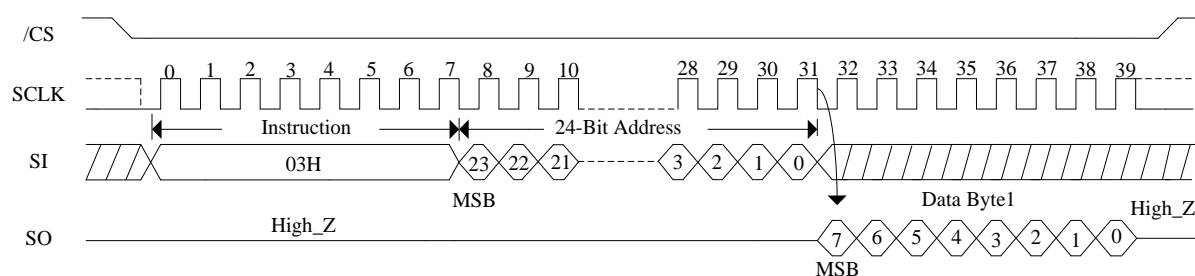 /CS
0 1 2 3 4 5 6 7 8 9 10 28 29 30 31 32 33 34 35 36 37 38 39
SCLK
Instruction 24-Bit Address
SI 03H 23 22 21 3 2 1 0
MSB Data Byte1
High_Z High_Z
SO 7 6 5 4 3 2 1 0
MSB